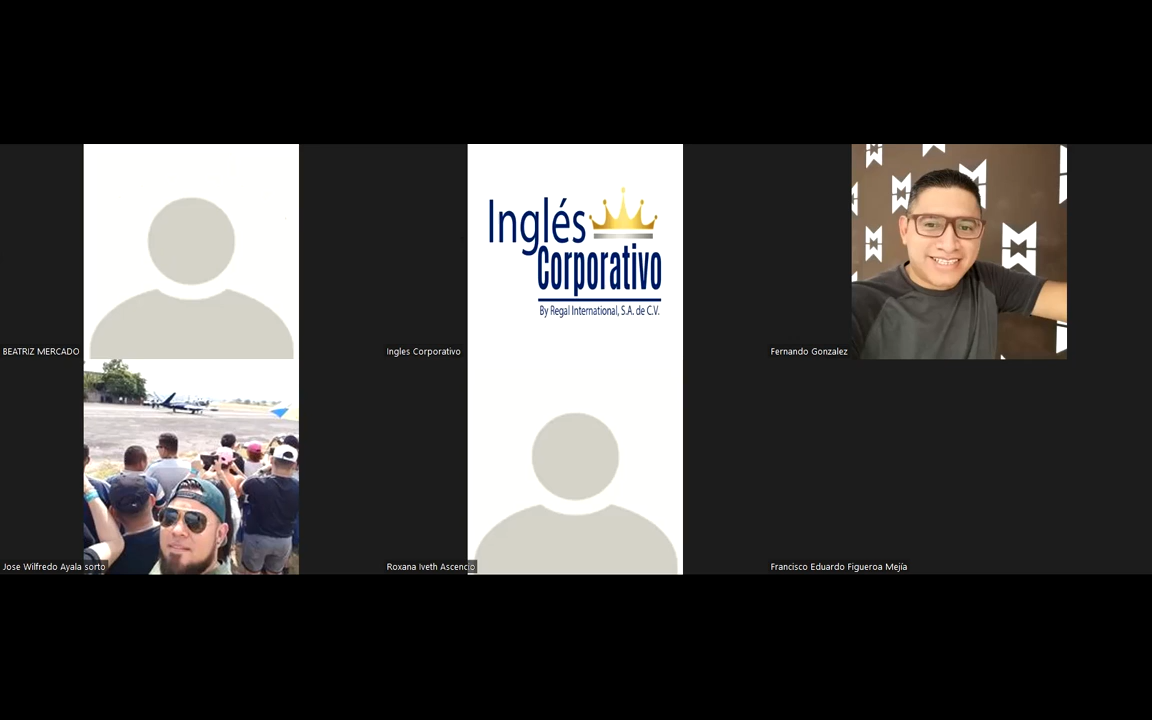 Inglés
Corporativo
By Regal International, S.A. de C.V.
BEATRIZ MERCADO
Ingles Corporativo
Fernando Gonzalez
Jose Wilfredo Ayala sorto
Roxana Iveth Ascencio
Francisco Eduardo Figueroa Mejía